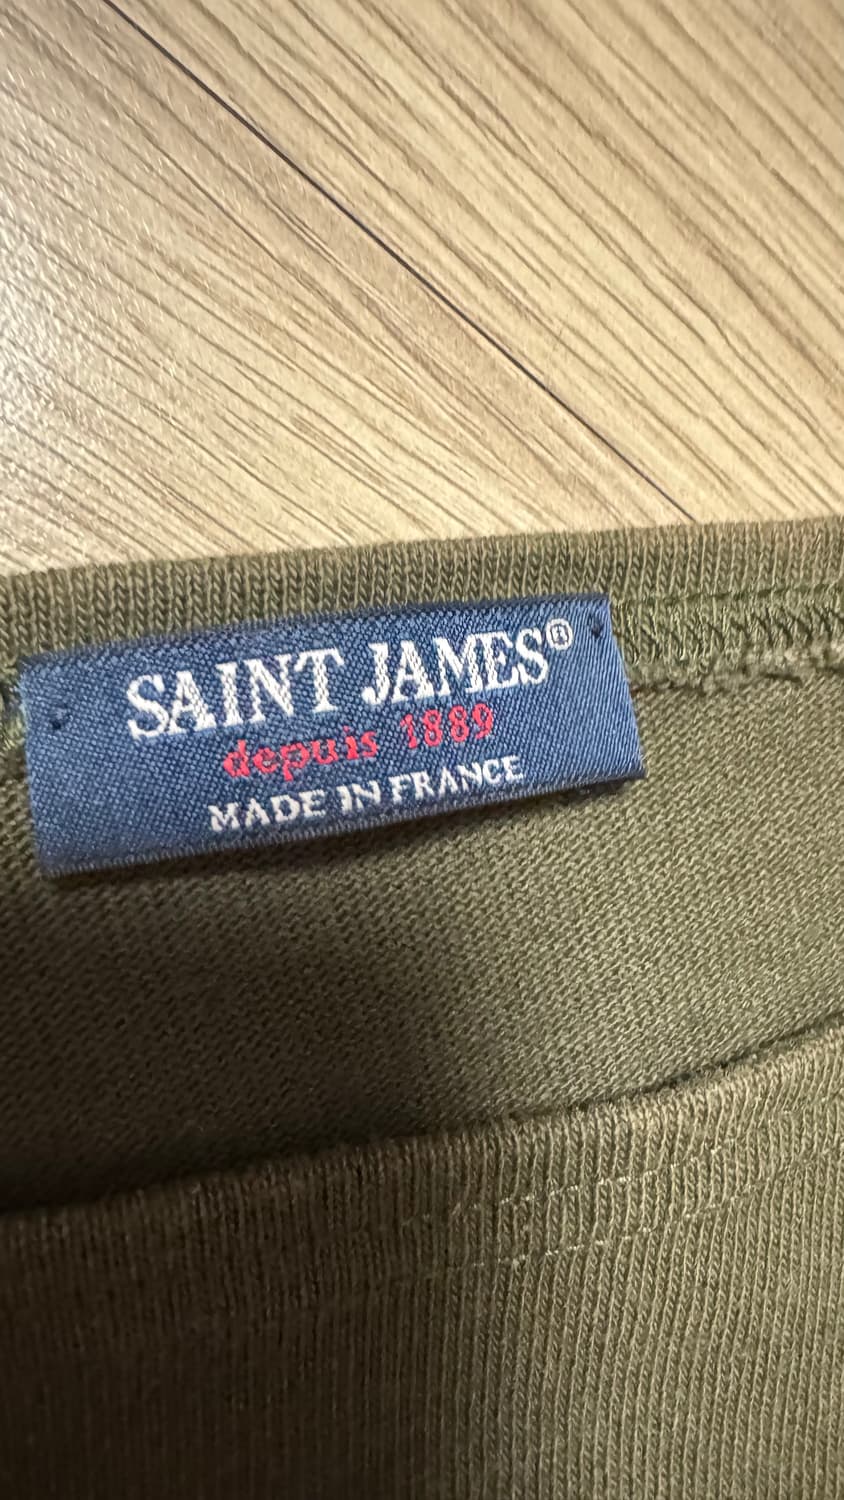 SAINT JAMES®
depuis 1889
MADE IN FRANCE